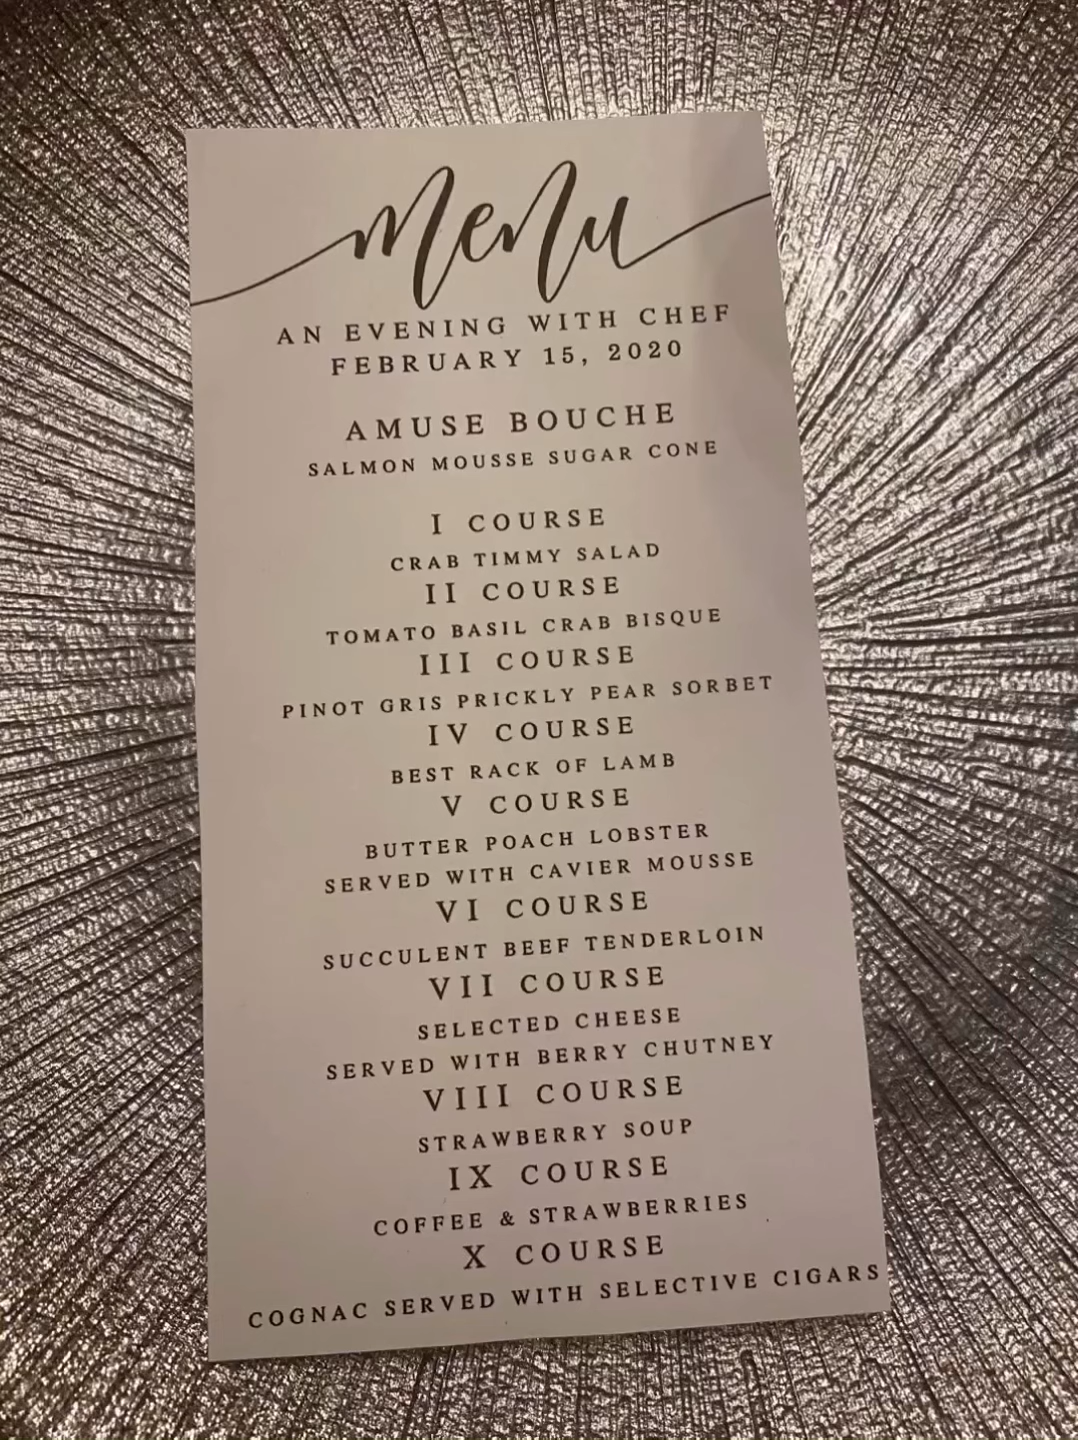 menu
AN EVENING WITH CHEF
FEBRUARY 15, 2020
AMUSE BOUCHE
SALMON MOUSSE SUGAR CONE
I COURSE
CRAB TIMMY SALAD
II COURSE
TOMATO BASIL CRAB BISQUE
III COURSE
PINOT GRIS PRICKLY PEAR SORBET
IV COURSE
BEST RACK OF LAMB
V COURSE
BUTTER POACH LOBSTER
SERVED WITH CAVIER MOUSSE
VI COURSE
SUCCULENT BEEF TENDERLOIN
VII COURSE
SELECTED CHEESE
SERVED WITH BERRY CHUTNEY
VIII COURSE
STRAWBERRY SOUP
IX COURSE
COFFEE & STRAWBERRIES
X COURSE
COGNAC SERVED WITH SELECTIVE CIGARS